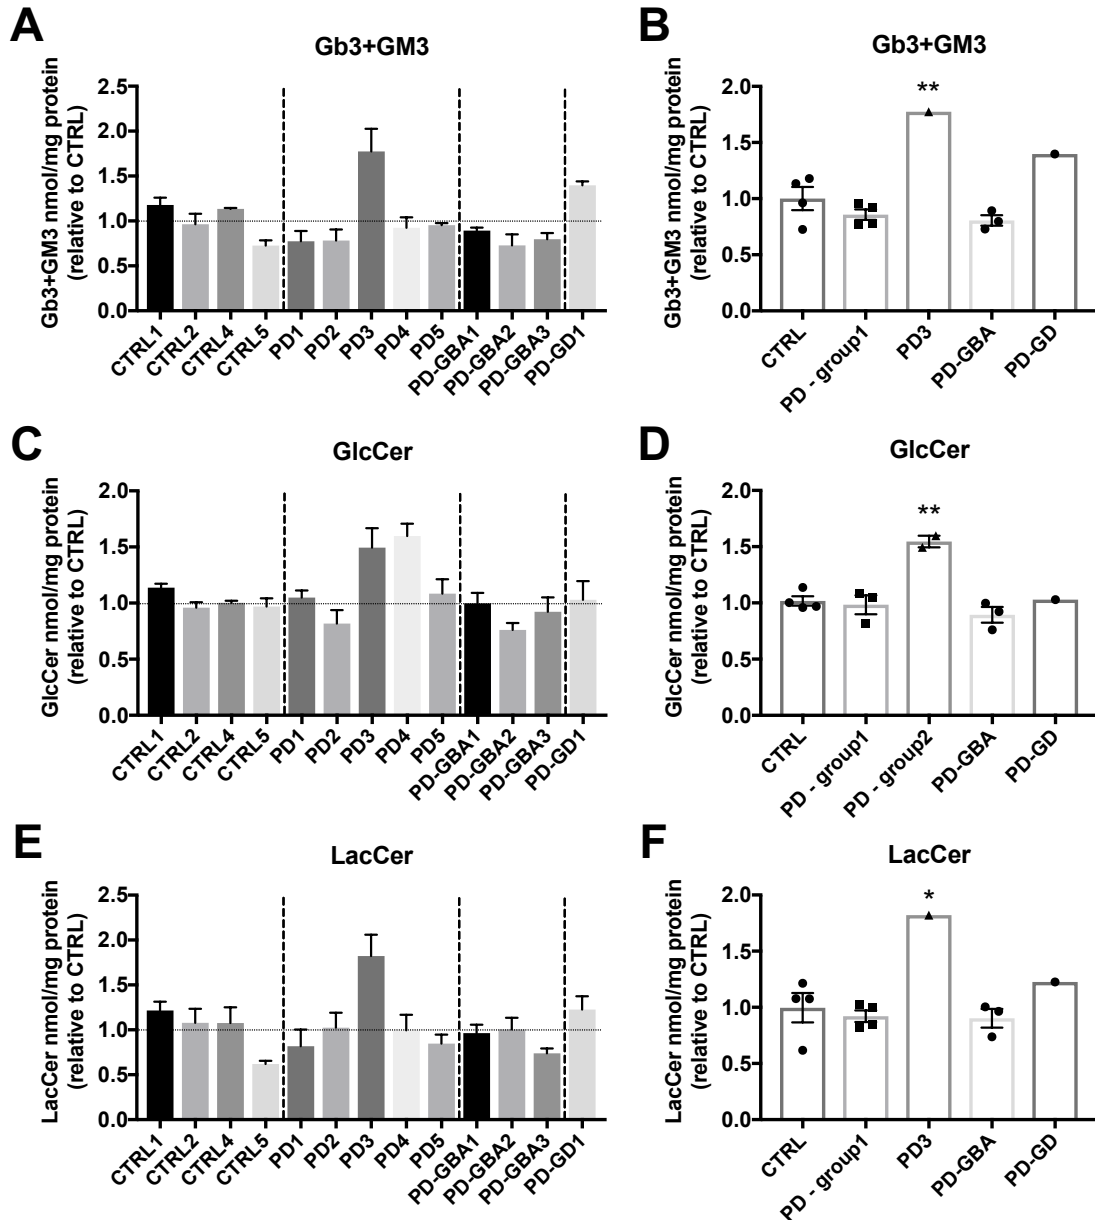 A
Gb3+GM3
Gb3+GM3 nmol/mg protein
(relative to CTRL)
2.5
2.0
1.5
1.0
0.5
0.0
CTRL1
CTRL2
CTRL4
CTRL5
PD1
PD2
PD3
PD4
PD5
PD-GBA1
PD-GBA2
PD-GBA3
PD-GD1
B
Gb3+GM3
Gb3+GM3 nmol/mg protein
(relative to CTRL)
2.0
1.5
1.0
0.5
0.0
**
CTRL
PD - group1
PD3
PD-GBA
PD-GD
C
GlcCer
GlcCer nmol/mg protein
(relative to CTRL)
2.0
1.5
1.0
0.5
0.0
CTRL1
CTRL2
CTRL4
CTRL5
PD1
PD2
PD3
PD4
PD5
PD-GBA1
PD-GBA2
PD-GBA3
PD-GD1
D
GlcCer
GlcCer nmol/mg protein
(relative to CTRL)
2.0
1.5
1.0
0.5
0.0
**
CTRL
PD - group1
PD - group2
PD-GBA
PD-GD
E
LacCer
LacCer nmol/mg protein
(relative to CTRL)
2.5
2.0
1.5
1.0
0.5
0.0
CTRL1
CTRL2
CTRL4
CTRL5
PD1
PD2
PD3
PD4
PD5
PD-GBA1
PD-GBA2
PD-GBA3
PD-GD1
F
LacCer
LacCer nmol/mg protein
(relative to CTRL)
2.0
1.5
1.0
0.5
0.0
*
CTRL
PD - group1
PD3
PD-GBA
PD-GD